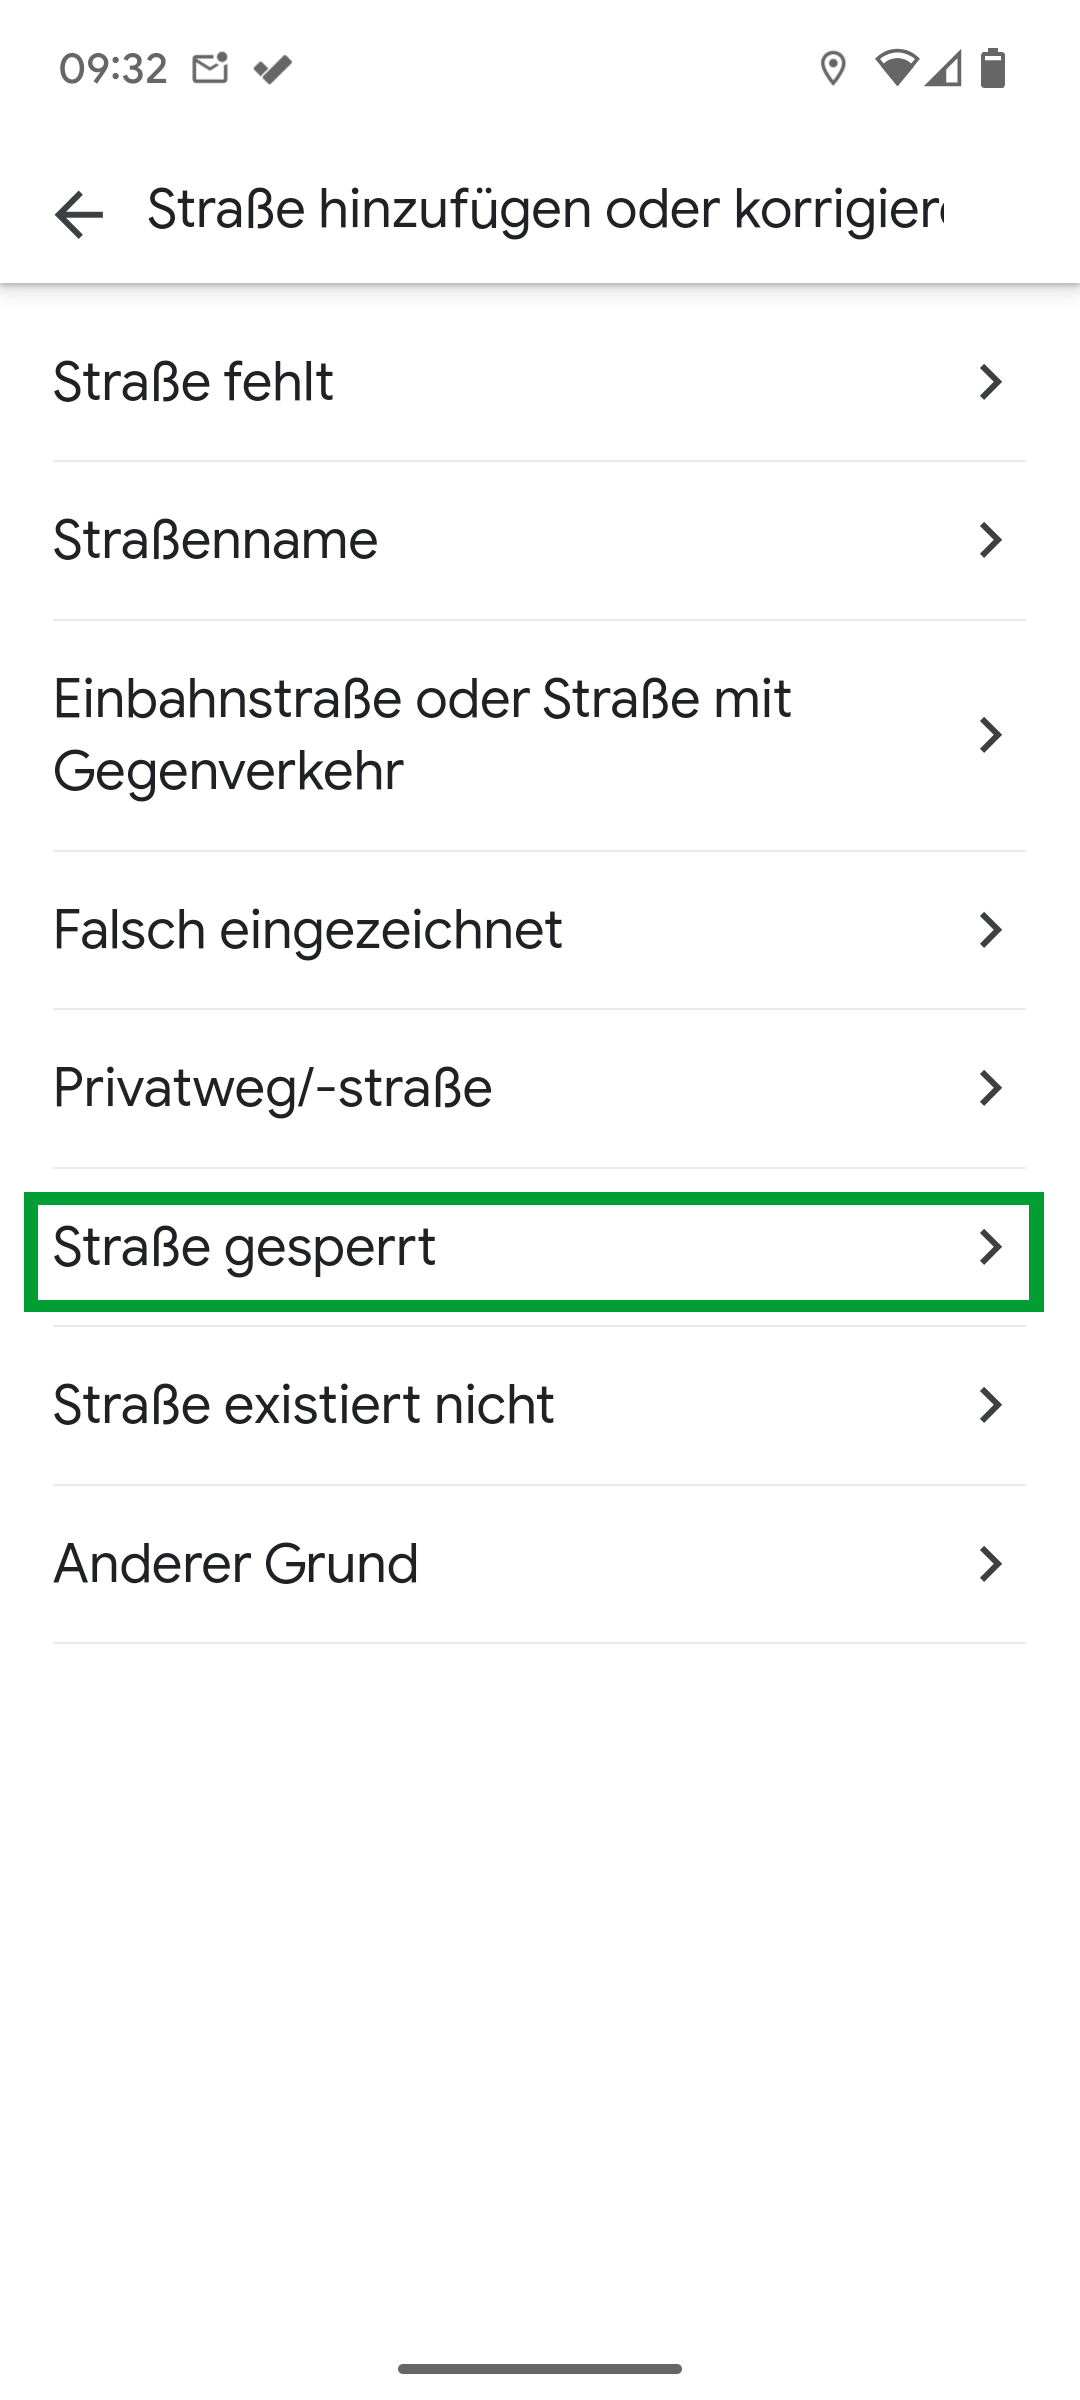 09:32
Straße hinzufügen oder korrigier
Straße fehlt
Straßenname
Einbahnstraße oder Straße mit
Gegenverkehr
Falsch eingezeichnet
Privatweg/-straße
Straße gesperrt
Straße existiert nicht
Anderer Grund